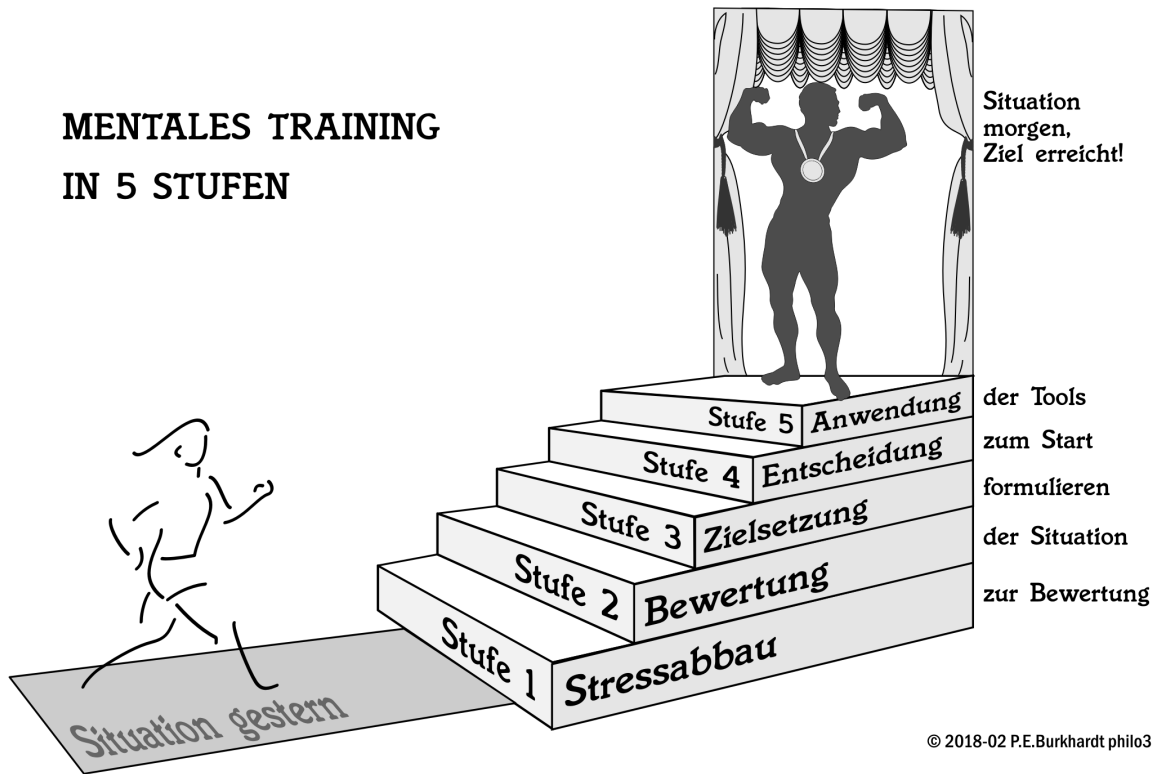 MENTALES TRAINING
IN 5 STUFEN
Situation
morgen,
Ziel erreicht!
Stufe 5 Anwendung der Tools
Stufe 4 Entscheidung zum Start
Stufe 3 Zielsetzung formulieren
Stufe 2 Bewertung der Situation
Stufe 1 Stressabbau zur Bewertung
Situation gestern
© 2018-02 P.E.Burkhardt philo3